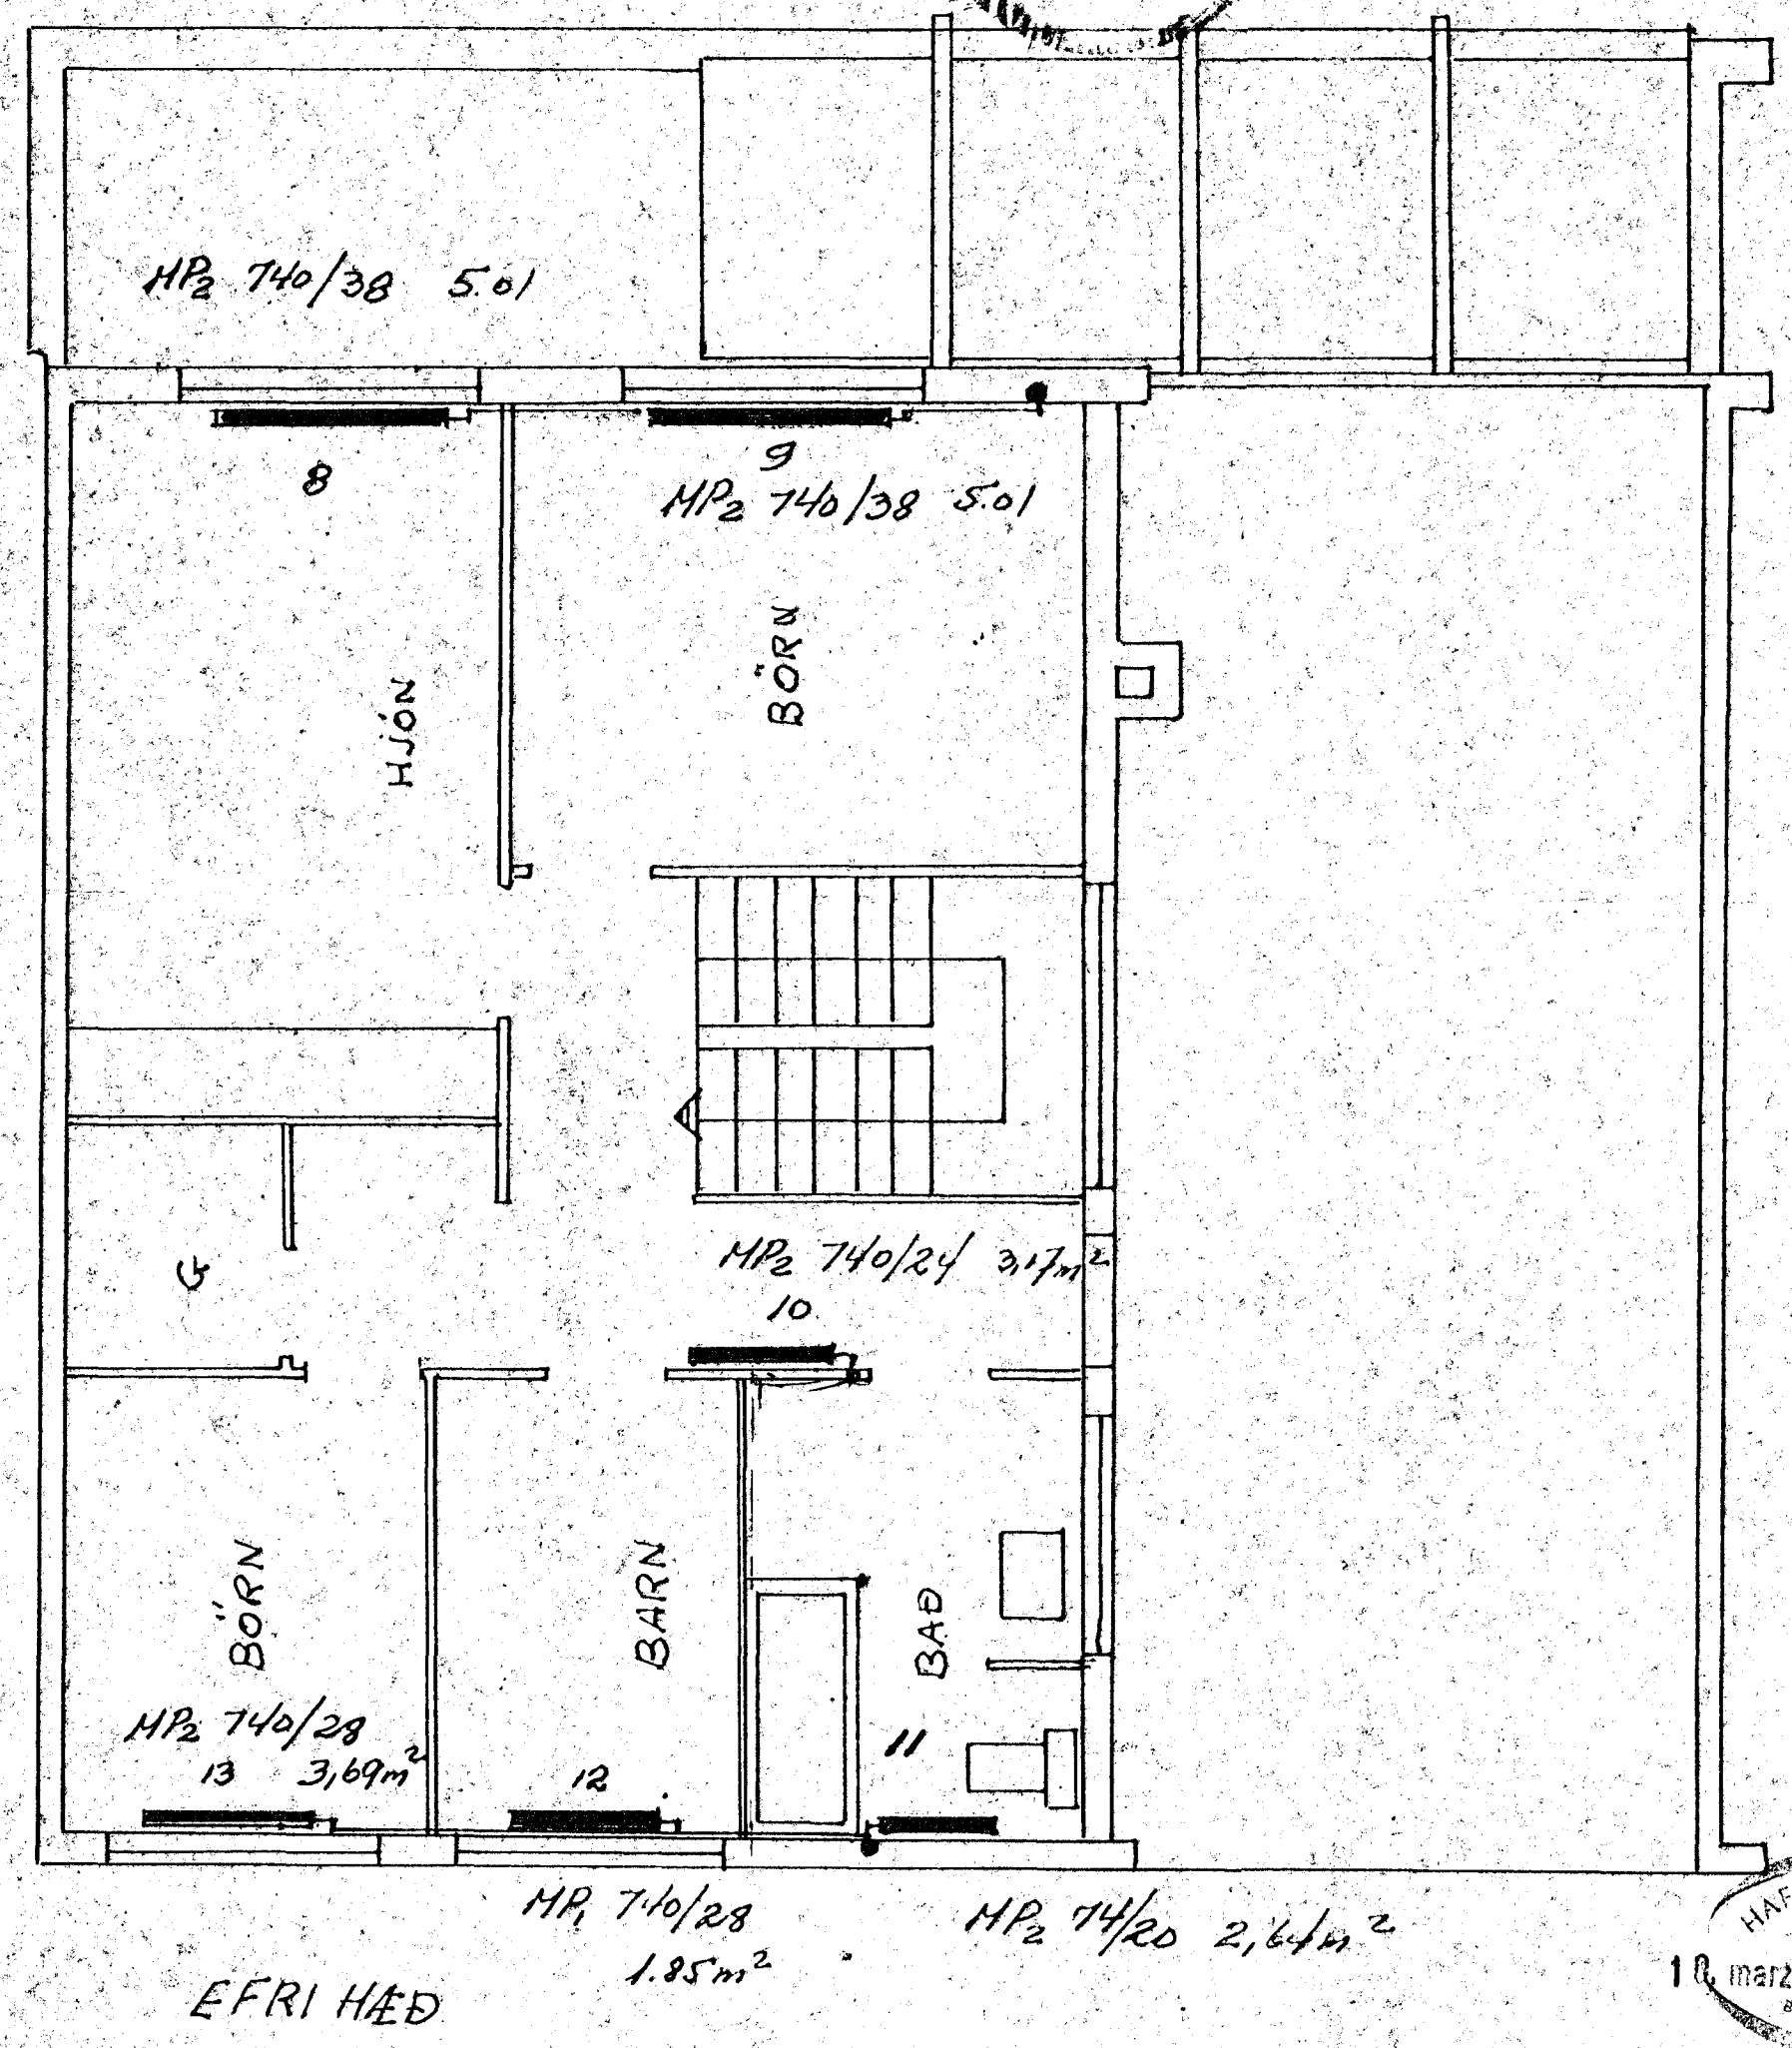 MP2 740/38 5.01
8
9
MP2 740/38 5.01
HJÓN
BÖRN
MP2 740/24 3,17m²
10
G
BÖRN
BARN
BAÐ
MP2 740/28
13 3,69m²
12
11
MP1 740/28
1.85m²
MP2 74/20 2,64m²
EFRI HÆÐ
HAF
marz